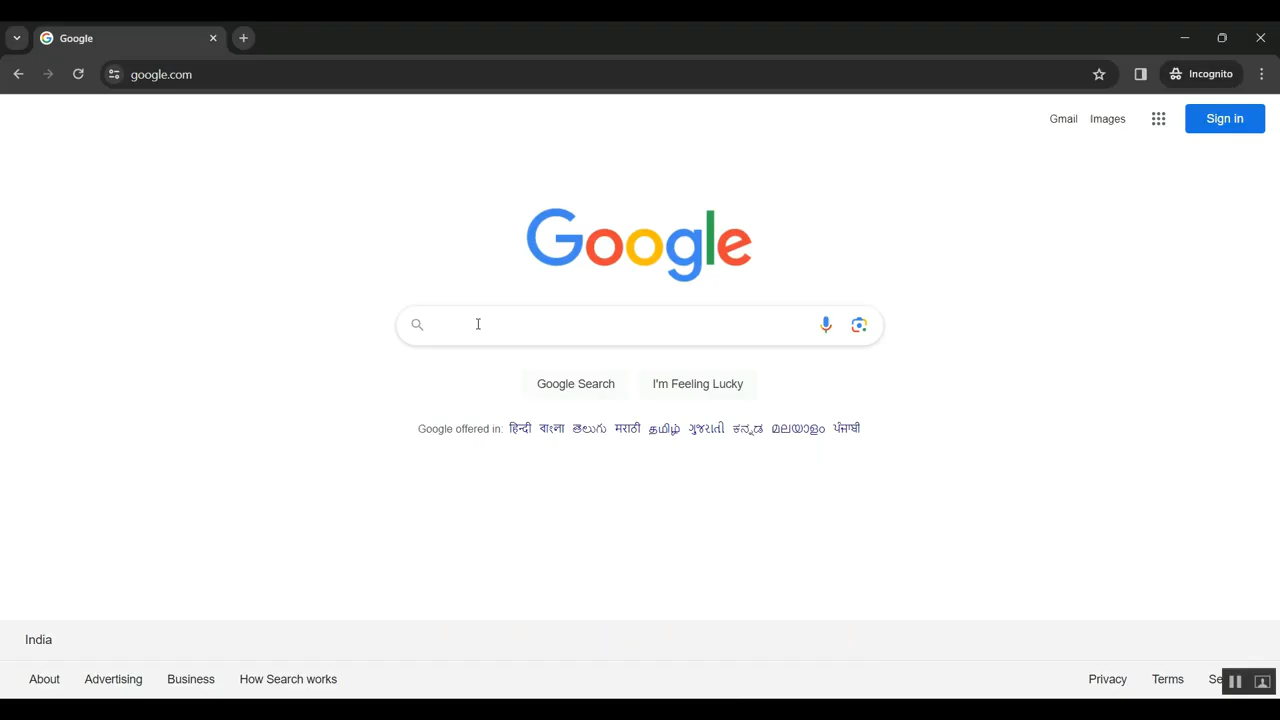 Google
google.com
Incognito
Gmail Images Sign in
Google
Google Search I'm Feeling Lucky
Google offered in: हिन्दी বাংলা తెలుగు मराठी தமிழ் ગુજરાતી ಕನ್ನಡ മലയാളം ਪੰਜਾਬੀ
India
About Advertising Business How Search works Privacy Terms Se